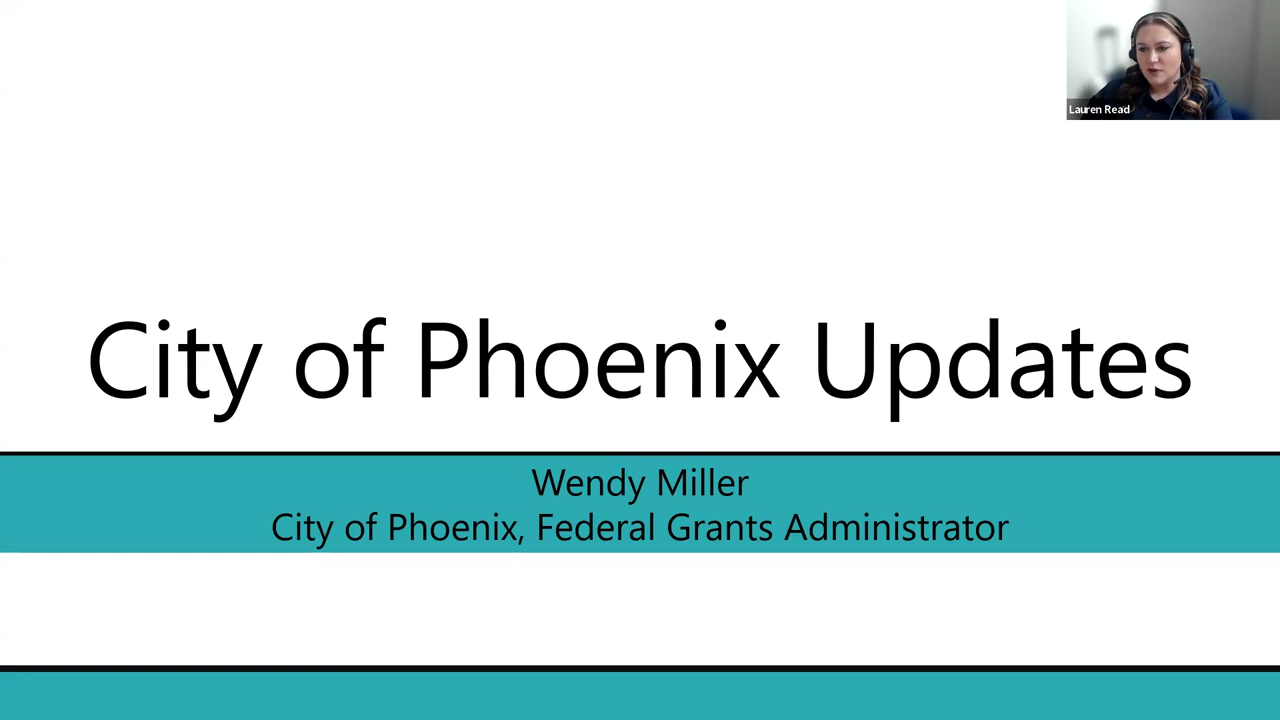 Lauren Read
City of Phoenix Updates
Wendy Miller
City of Phoenix, Federal Grants Administrator